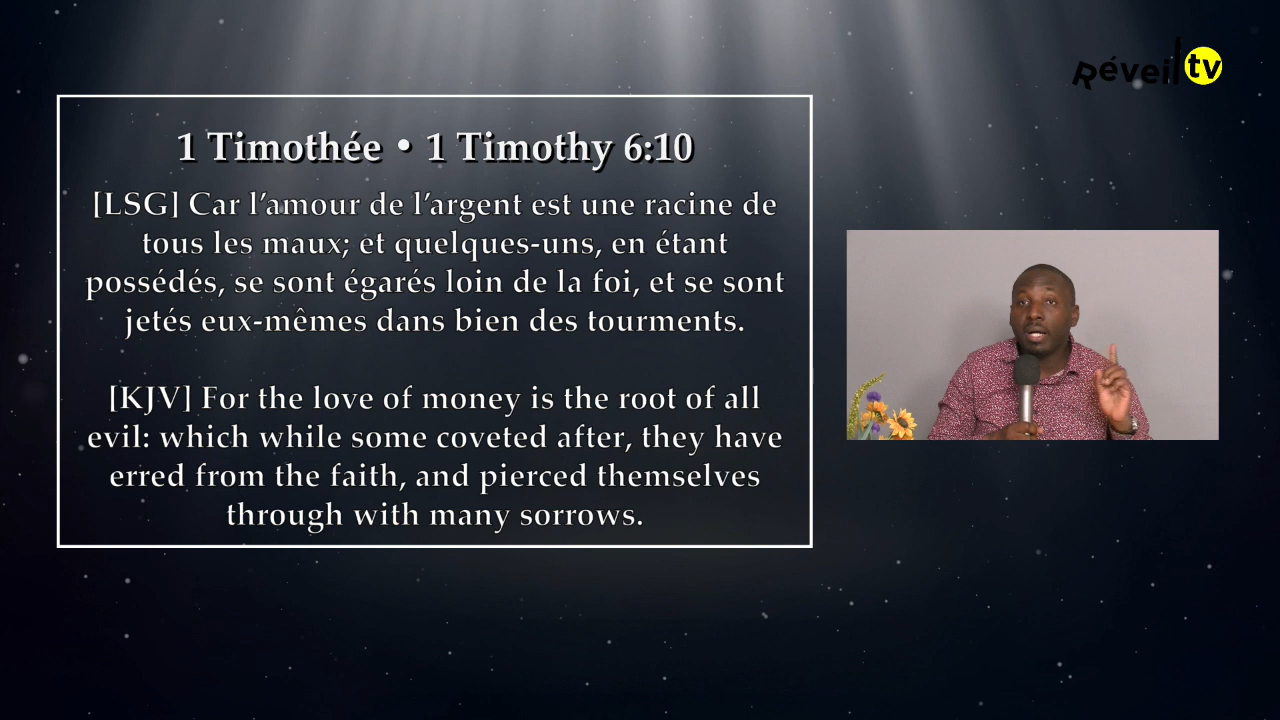 Réveil tv
1 Timothée • 1 Timothy 6:10
[LSG] Car l’amour de l’argent est une racine de
tous les maux; et quelques-uns, en étant
possédés, se sont égarés loin de la foi, et se sont
jetés eux-mêmes dans bien des tourments.
[KJV] For the love of money is the root of all
evil: which while some coveted after, they have
erred from the faith, and pierced themselves
through with many sorrows.